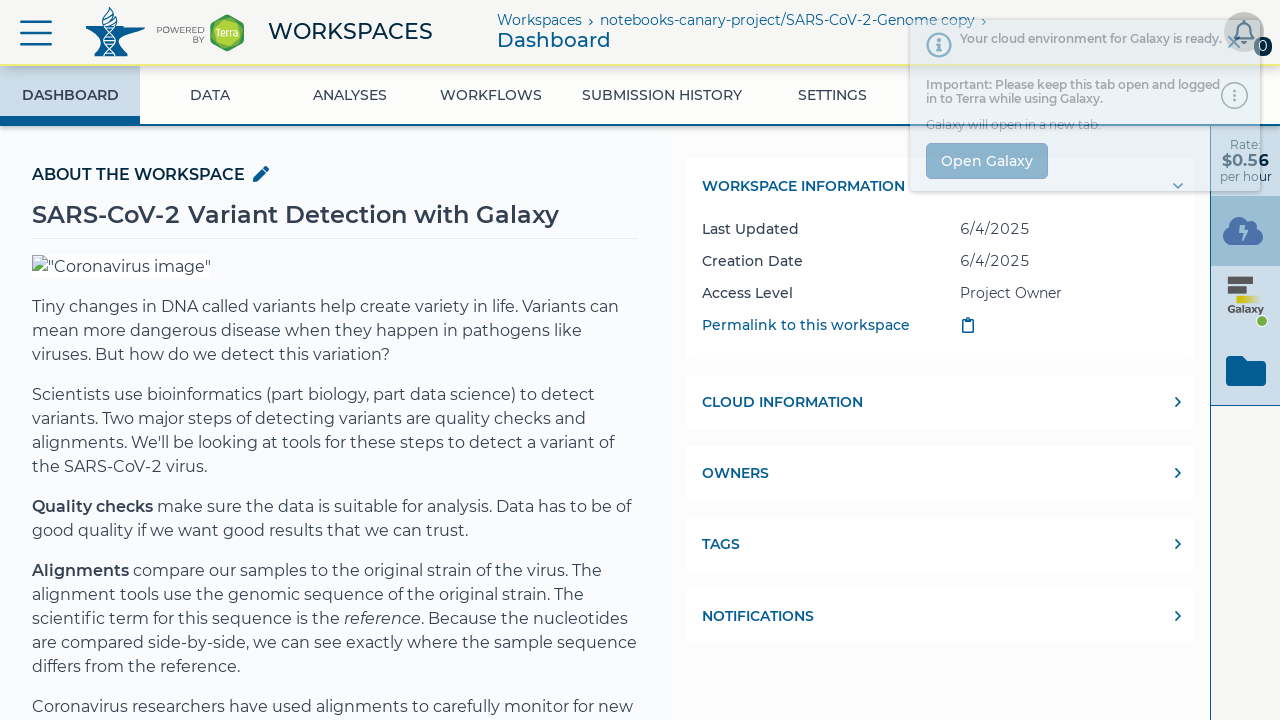 POWERED
BY
Terra
WORKSPACES
Workspaces › notebooks-canary-project/SARS-CoV-2-Genome copy ›
Dashboard
0
Your cloud environment for Galaxy is ready.
Important: Please keep this tab open and logged
in to Terra while using Galaxy.
Galaxy will open in a new tab.
Open Galaxy
DASHBOARD
DATA
ANALYSES
WORKFLOWS
SUBMISSION HISTORY
SETTINGS
Rate:
$0.56
per hour
Galaxy
ABOUT THE WORKSPACE
SARS-CoV-2 Variant Detection with Galaxy
"Coronavirus image"
Tiny changes in DNA called variants help create variety in life. Variants can
mean more dangerous disease when they happen in pathogens like
viruses. But how do we detect this variation?
Scientists use bioinformatics (part biology, part data science) to detect
variants. Two major steps of detecting variants are quality checks and
alignments. We'll be looking at tools for these steps to detect a variant of
the SARS-CoV-2 virus.
Quality checks make sure the data is suitable for analysis. Data has to be of
good quality if we want good results that we can trust.
Alignments compare our samples to the original strain of the virus. The
alignment tools use the genomic sequence of the original strain. The
scientific term for this sequence is the reference. Because the nucleotides
are compared side-by-side, we can see exactly where the sample sequence
differs from the reference.
Coronavirus researchers have used alignments to carefully monitor for new
WORKSPACE INFORMATION
Last Updated 6/4/2025
Creation Date 6/4/2025
Access Level Project Owner
Permalink to this workspace
CLOUD INFORMATION
OWNERS
TAGS
NOTIFICATIONS